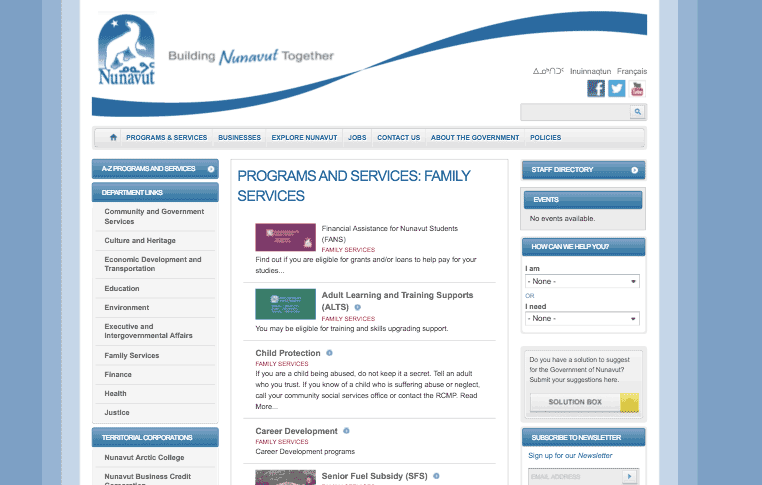 Nunavut
Building Nunavut Together
ᐃᓄᒃᑎᑐᑦ Inuinnaqtun Français
PROGRAMS & SERVICES BUSINESSES EXPLORE NUNAVUT JOBS CONTACT US ABOUT THE GOVERNMENT POLICIES
A-Z PROGRAMS AND SERVICES
DEPARTMENT LINKS
Community and Government
Services
Culture and Heritage
Economic Development and
Transportation
Education
Environment
Executive and
Intergovernmental Affairs
Family Services
Finance
Health
Justice
TERRITORIAL CORPORATIONS
Nunavut Arctic College
Nunavut Business Credit
Corporation
PROGRAMS AND SERVICES: FAMILY
SERVICES
Financial Assistance for Nunavut Students
(FANS)
FAMILY SERVICES
Find out if you are eligible for grants and/or loans to help pay for your
studies...
Adult Learning and Training Supports
(ALTS)
FAMILY SERVICES
You may be eligible for training and skills upgrading support.
Child Protection
FAMILY SERVICES
If you are a child being abused, do not keep it a secret. Tell an adult
who you trust. If you know of a child who is suffering abuse or neglect,
call your community social services office or contact the RCMP. Read
More...
Career Development
FAMILY SERVICES
Career Development programs
Senior Fuel Subsidy (SFS)
FAMILY SERVICES
STAFF DIRECTORY
EVENTS
No events available.
HOW CAN WE HELP YOU?
I am
- None -
OR
I need
- None -
Do you have a solution to suggest
for the Government of Nunavut?
Submit your suggestions here.
SOLUTION BOX
SUBSCRIBE TO NEWSLETTER
Sign up for our Newsletter
EMAIL ADDRESS